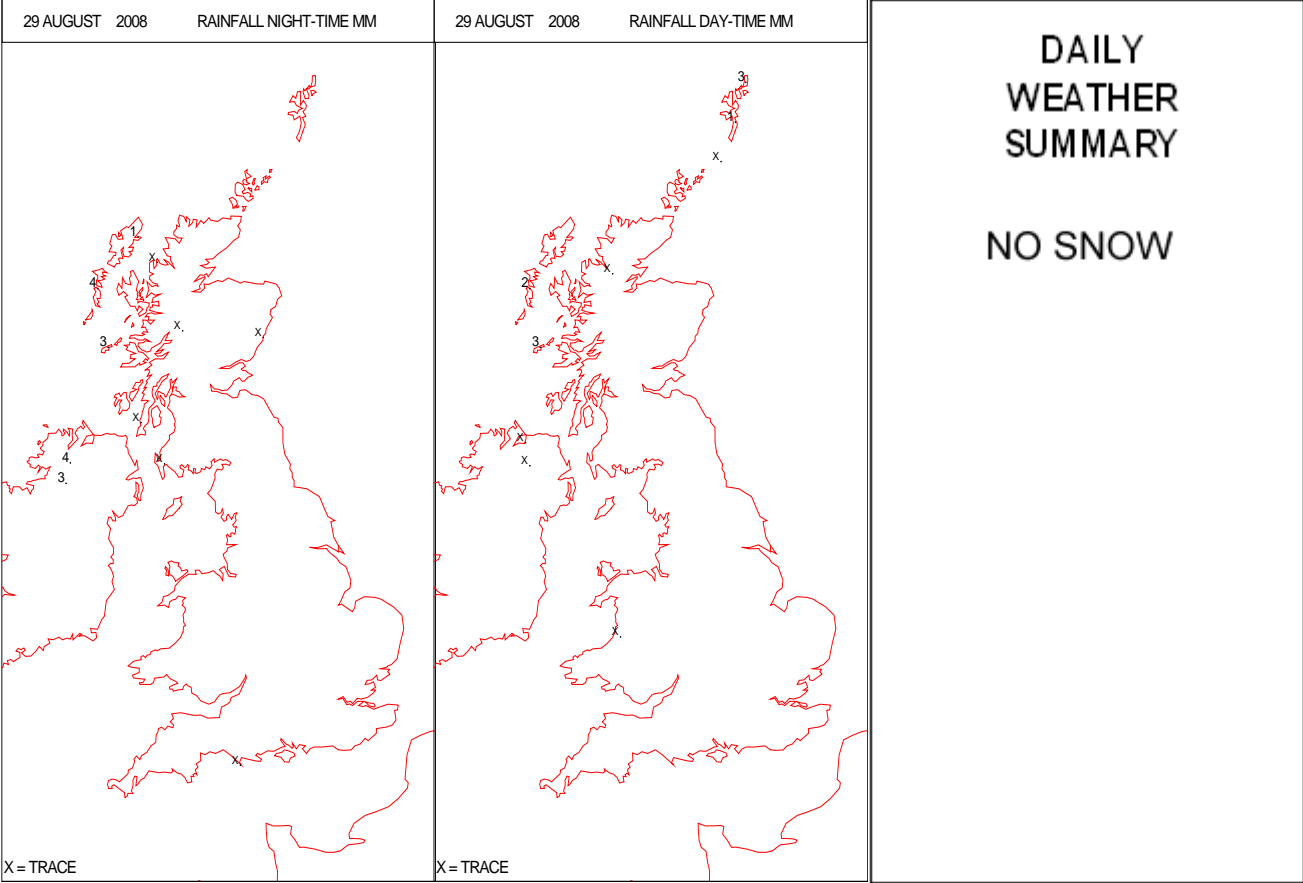 29 AUGUST 2008 RAINFALL NIGHT-TIME MM
1
X.
4
X.
X.
3
X.
4.
X
3.
X.
X = TRACE
29 AUGUST 2008 RAINFALL DAY-TIME MM
3
1.
X.
X.
2
3
X
X.
X.
X = TRACE
DAILY
WEATHER
SUMMARY
NO SNOW